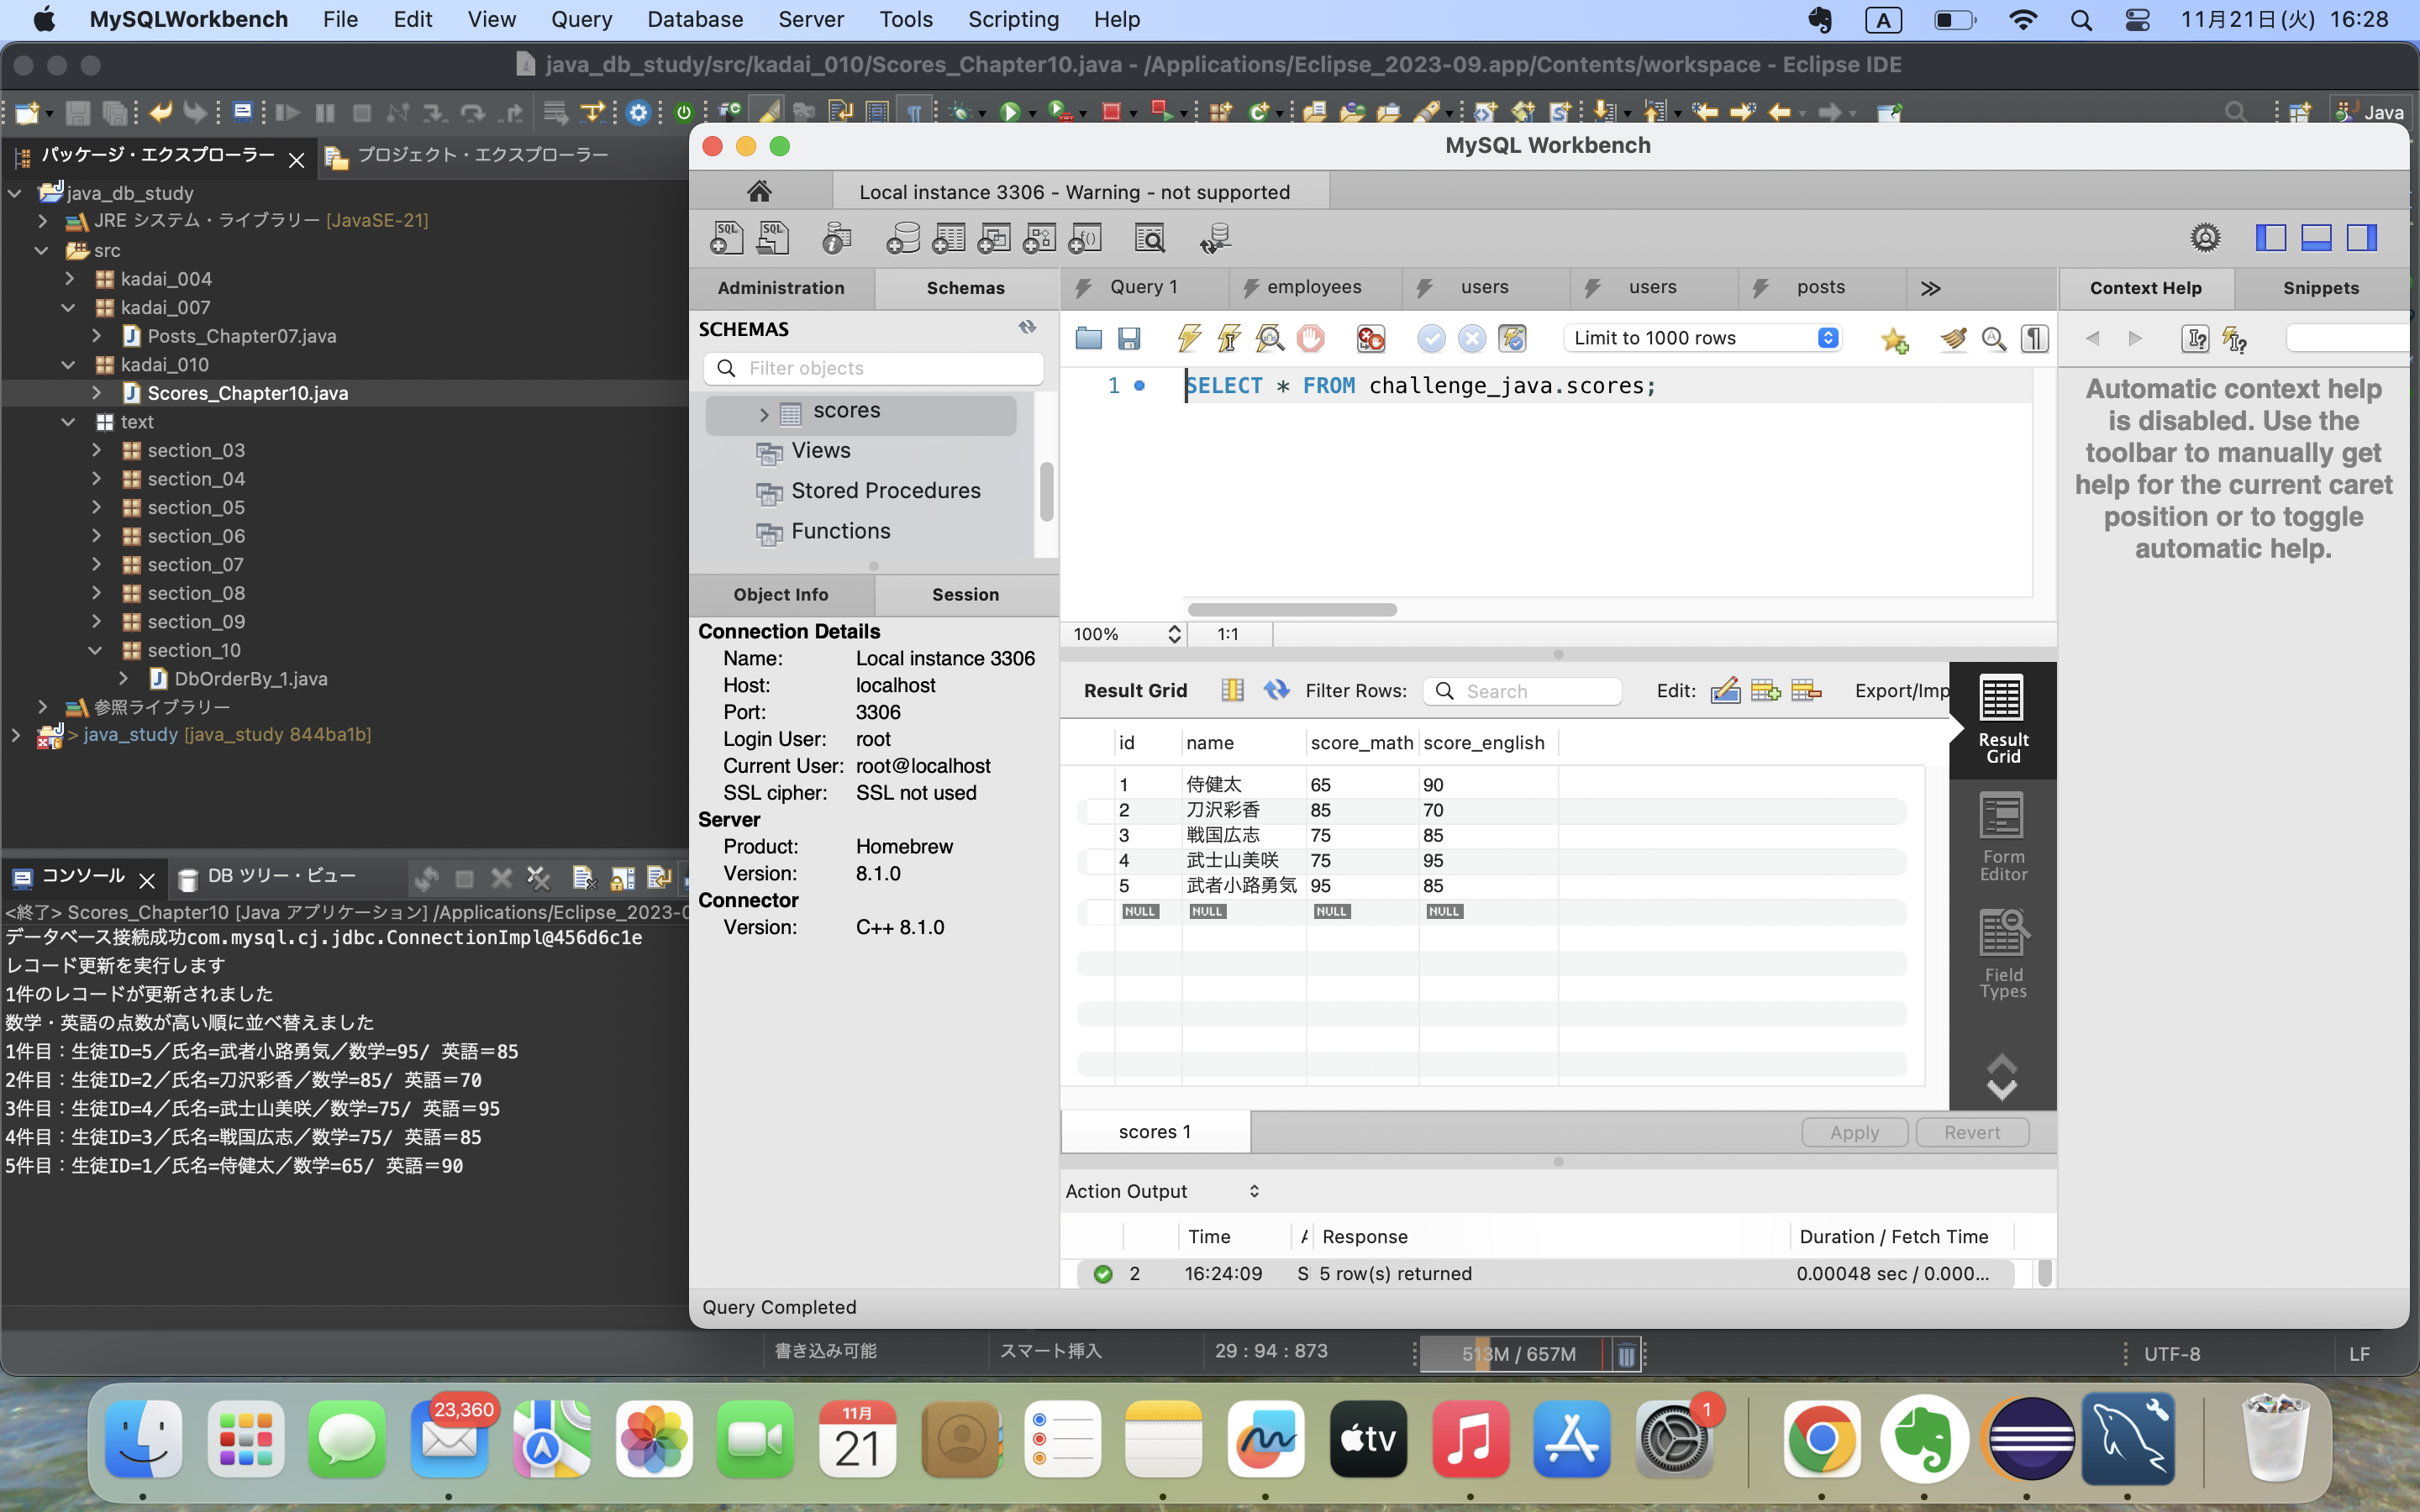 MySQLWorkbench File Edit View Query Database Server Tools Scripting Help
A 11月21日(火) 16:28
java_db_study/src/kadai_010/Scores_Chapter10.java - /Applications/Eclipse_2023-09.app/Contents/workspace - Eclipse IDE
Java
パッケージ・エクスプローラー
プロジェクト・エクスプローラー
java_db_study
JRE システム・ライブラリー [JavaSE-21]
src
kadai_004
kadai_007
Posts_Chapter07.java
kadai_010
Scores_Chapter10.java
text
section_03
section_04
section_05
section_06
section_07
section_08
section_09
section_10
DbOrderBy_1.java
参照ライブラリー
> java_study [java_study 844ba1b]
コンソール
DB ツリー・ビュー
<終了> Scores_Chapter10 [Java アプリケーション] /Applications/Eclipse_2023-0
データベース接続成功com.mysql.cj.jdbc.ConnectionImpl@456d6c1e
レコード更新を実行します
1件のレコードが更新されました
数学・英語の点数が高い順に並べ替えました
1件目：生徒ID=5／氏名=武者小路勇気／数学=95/ 英語＝85
2件目：生徒ID=2／氏名=刀沢彩香／数学=85/ 英語＝70
3件目：生徒ID=4／氏名=武士山美咲／数学=75/ 英語＝95
4件目：生徒ID=3／氏名=戦国広志／数学=75/ 英語＝85
5件目：生徒ID=1／氏名=侍健太／数学=65/ 英語＝90
MySQL Workbench
Local instance 3306 - Warning - not supported
Administration
Schemas
SCHEMAS
Filter objects
scores
Views
Stored Procedures
Functions
Object Info
Session
Connection Details
Name: Local instance 3306
Host: localhost
Port: 3306
Login User: root
Current User: root@localhost
SSL cipher: SSL not used
Server
Product: Homebrew
Version: 8.1.0
Connector
Version: C++ 8.1.0
Query 1
employees
users
users
posts
Limit to 1000 rows
1 SELECT * FROM challenge_java.scores;
100% 1:1
Result Grid Filter Rows: Search Edit: Export/Imp
id name score_math score_english
1 侍健太 65 90
2 刀沢彩香 85 70
3 戦国広志 75 85
4 武士山美咲 75 95
5 武者小路勇気 95 85
NULL NULL NULL NULL
Result
Grid
Form
Editor
Field
Types
scores 1
Apply
Revert
Action Output
Time Response Duration / Fetch Time
2 16:24:09 S 5 row(s) returned 0.00048 sec / 0.000...
Query Completed
Context Help
Snippets
Automatic context help
is disabled. Use the
toolbar to manually get
help for the current caret
position or to toggle
automatic help.
書き込み可能
スマート挿入
29 : 94 : 873
513M / 657M
UTF-8
LF
23,360
11月
21
tv
1